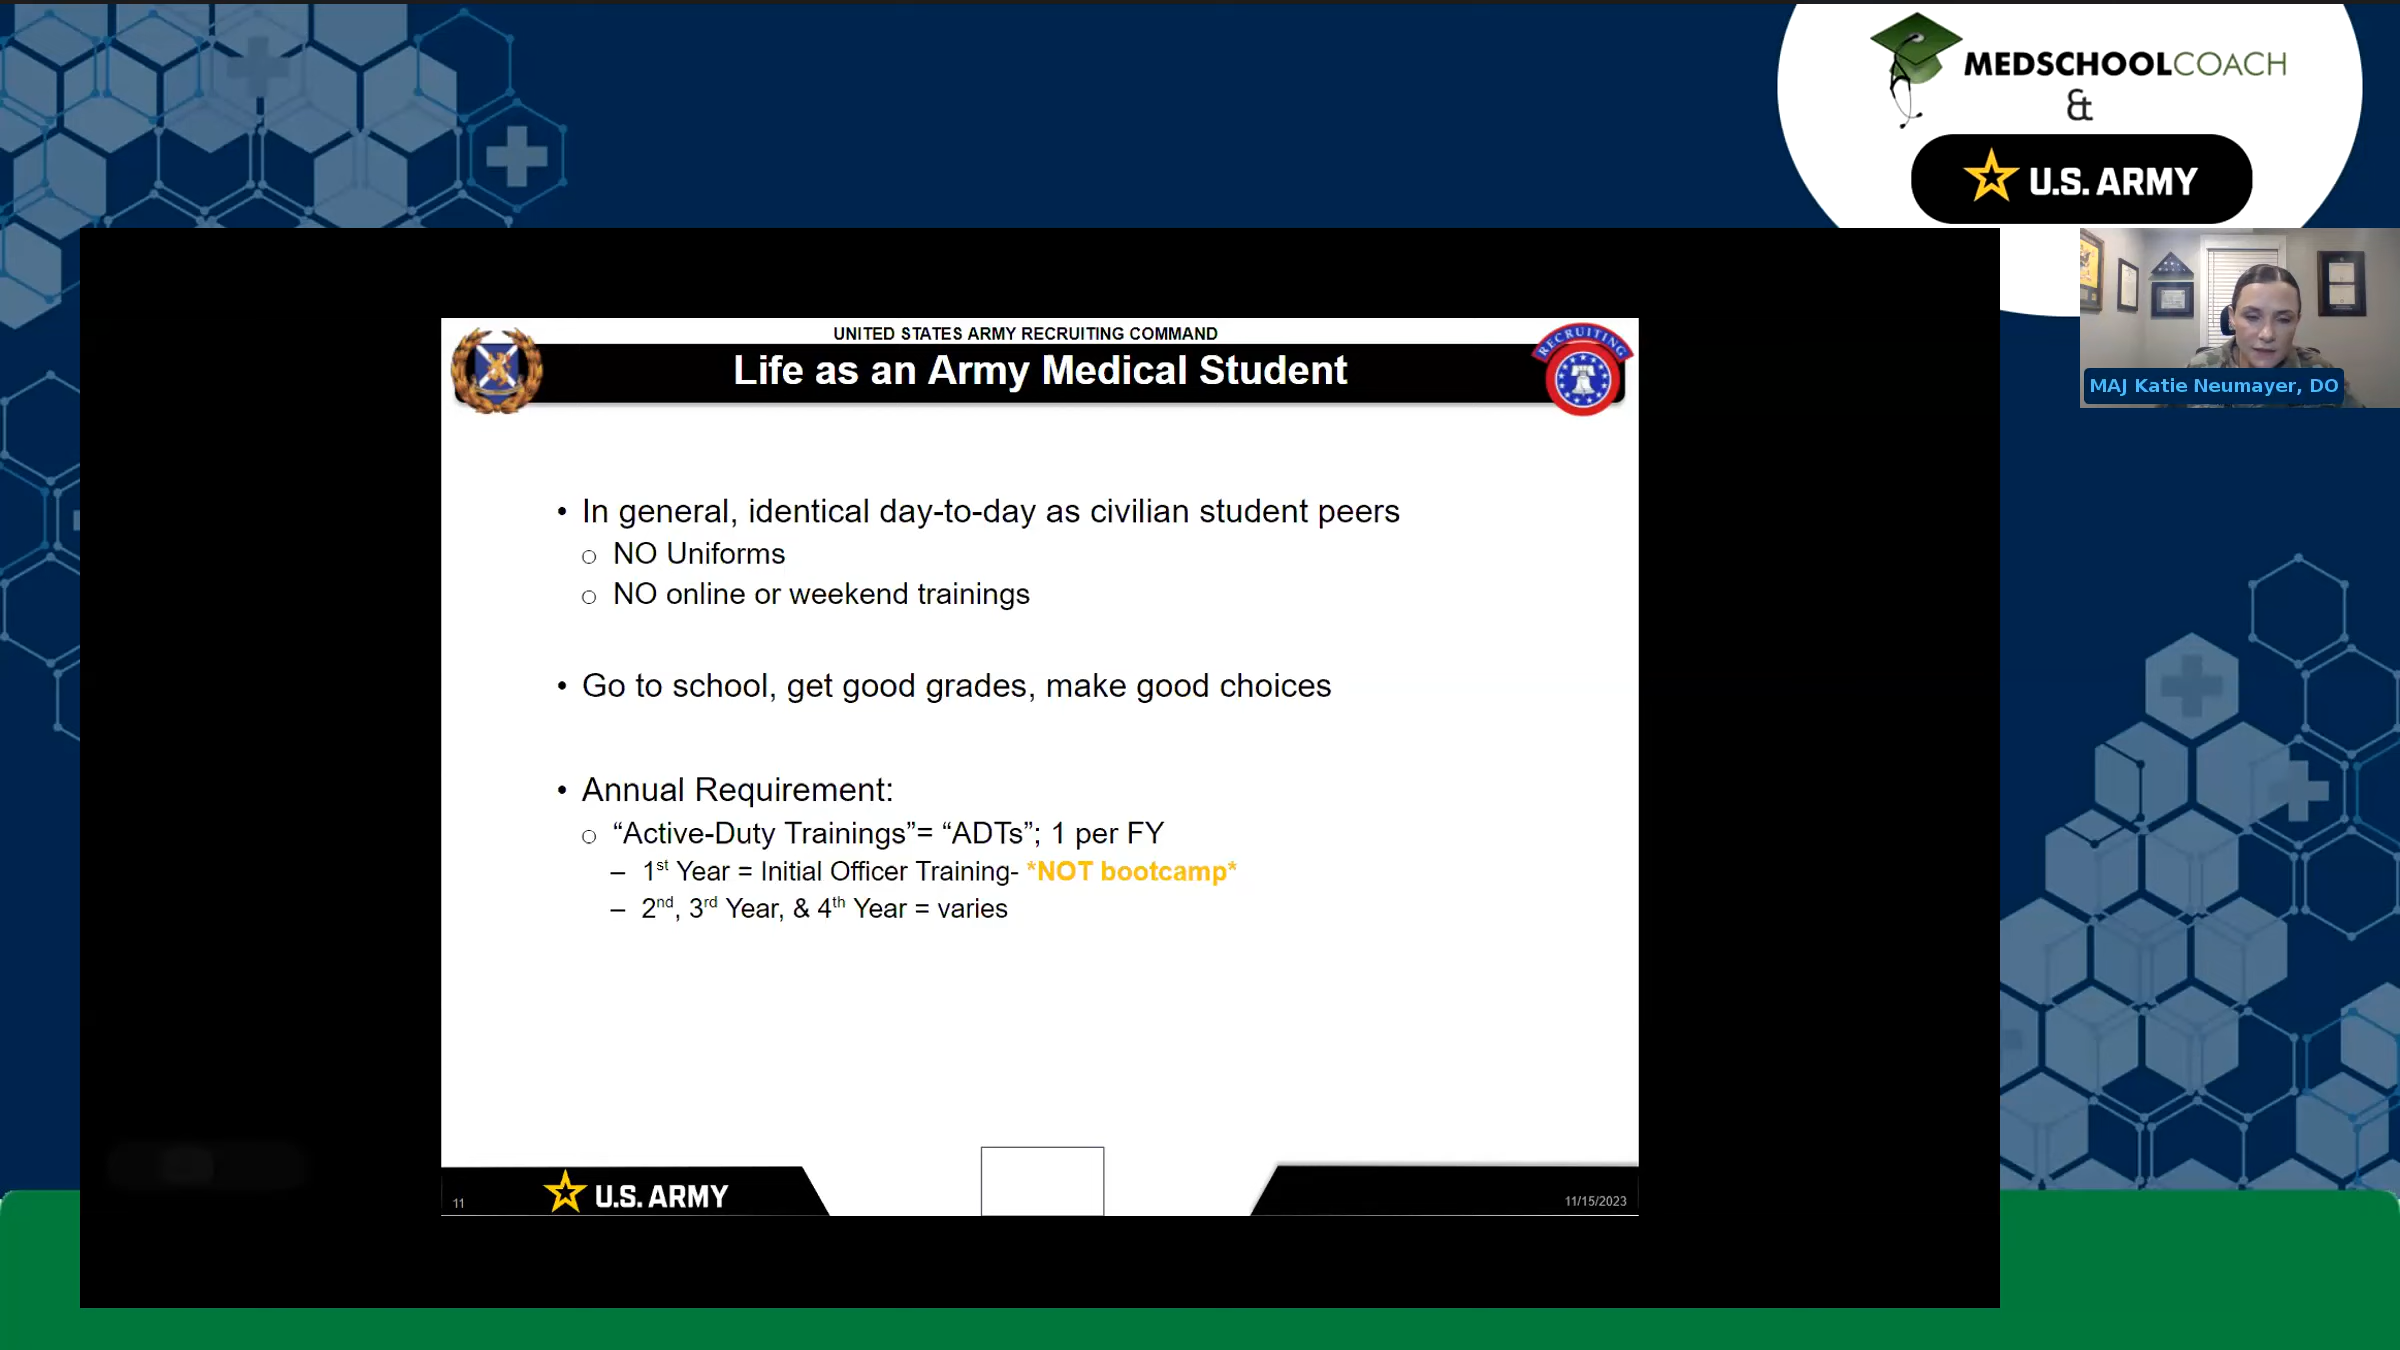 MEDSCHOOLCOACH
&
U.S. ARMY
MAJ Katie Neumayer, DO
UNITED STATES ARMY RECRUITING COMMAND
Life as an Army Medical Student
RECRUITING
• In general, identical day-to-day as civilian student peers
o NO Uniforms
o NO online or weekend trainings
• Go to school, get good grades, make good choices
• Annual Requirement:
o “Active-Duty Trainings”= “ADTs”; 1 per FY
– 1st Year = Initial Officer Training- *NOT bootcamp*
– 2nd, 3rd Year, & 4th Year = varies
11
U.S. ARMY
11/15/2023